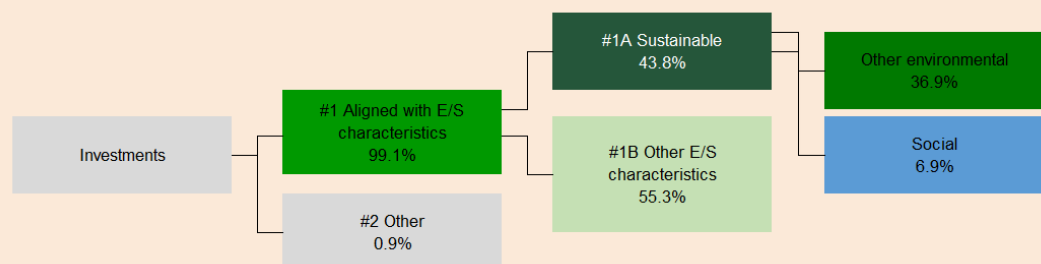 Investments
#1 Aligned with E/S
characteristics
99.1%
#2 Other
0.9%
#1A Sustainable
43.8%
#1B Other E/S
characteristics
55.3%
Other environmental
36.9%
Social
6.9%